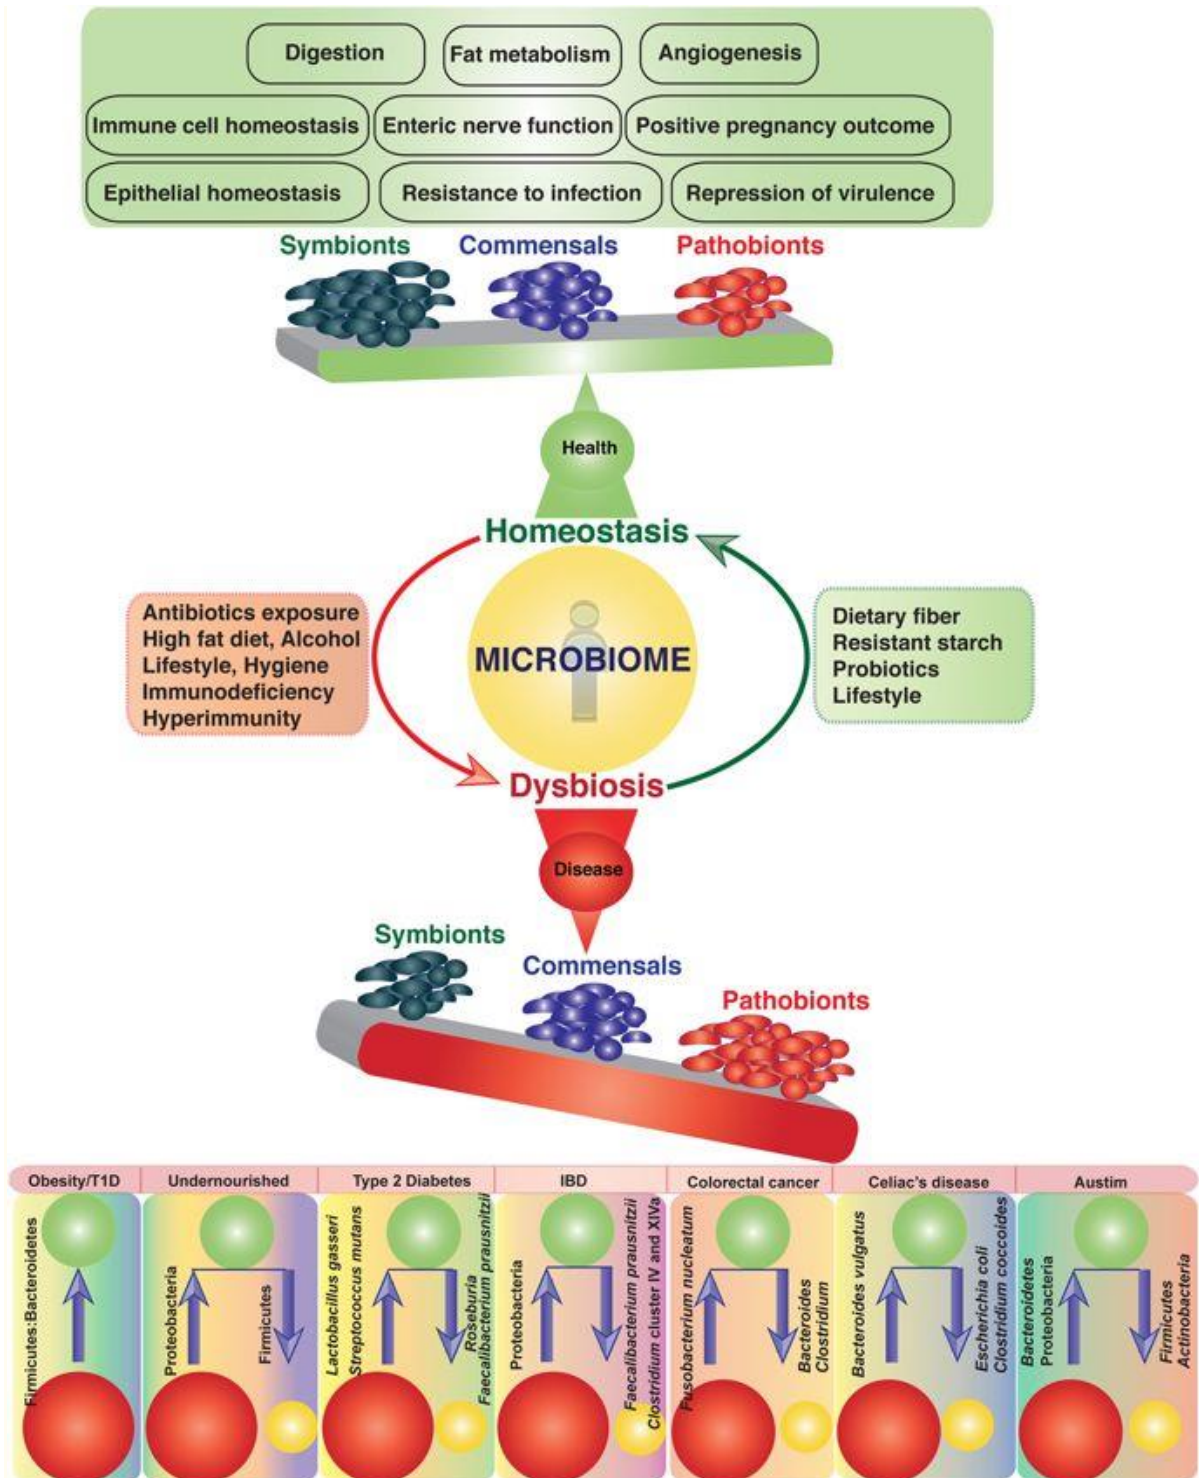 Digestion
Fat metabolism
Angiogenesis
Immune cell homeostasis
Enteric nerve function
Positive pregnancy outcome
Epithelial homeostasis
Resistance to infection
Repression of virulence
Symbionts
Commensals
Pathobionts
Health
Homeostasis
Antibiotics exposure
High fat diet, Alcohol
Lifestyle, Hygiene
Immunodeficiency
Hyperimmunity
MICROBIOME
Dietary fiber
Resistant starch
Probiotics
Lifestyle
Dysbiosis
Disease
Symbionts
Commensals
Pathobionts
Obesity/T1D
Firmicutes:Bacteroidetes
Undernourished
Proteobacteria
Firmicutes
Type 2 Diabetes
Lactobacillus gasseri
Streptococcus mutans
Roseburia
Faecalibacterium prausnitzii
IBD
Proteobacteria
Faecalibacterium prausnitzii
Clostridium cluster IV and XIVa
Colorectal cancer
Fusobacterium nucleatum
Bacteroides
Clostridium
Celiac's disease
Bacteroides vulgatus
Escherichia coli
Clostridium coccoides
Austim
Bacteroidetes
Proteobacteria
Firmicutes
Actinobacteria